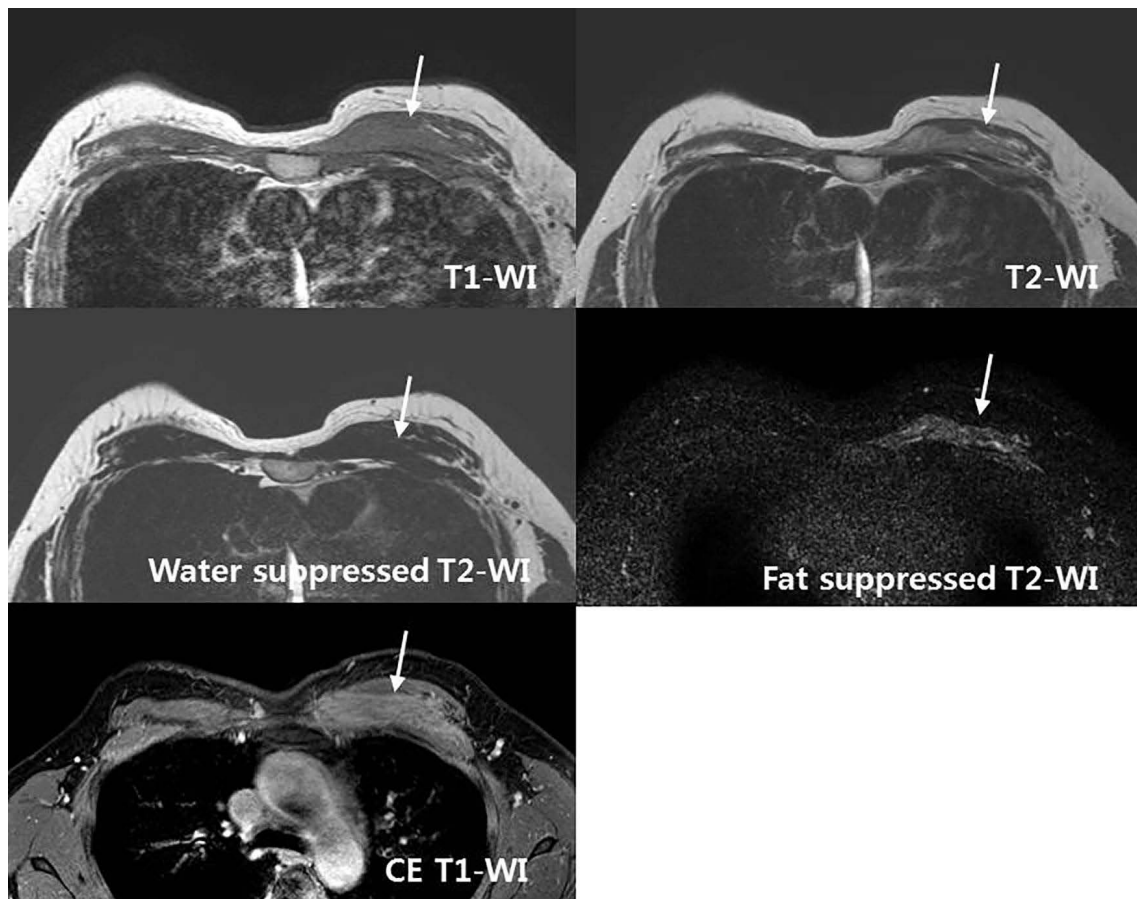 T1-WI
T2-WI
Water suppressed T2-WI
Fat suppressed T2-WI
CE T1-WI